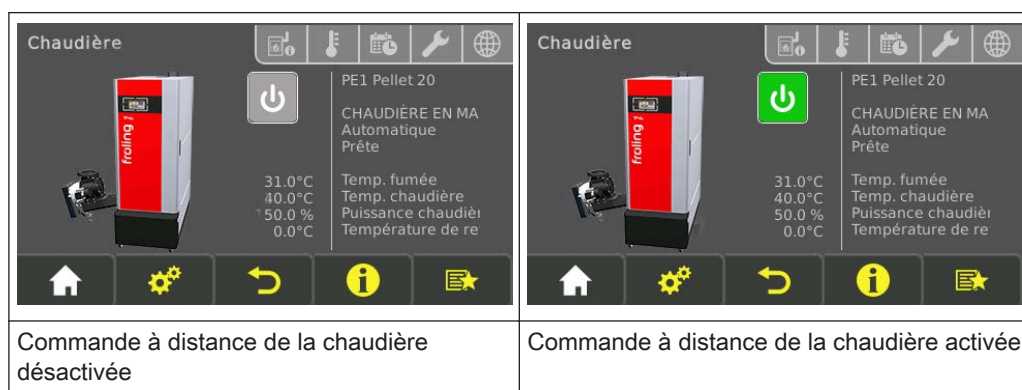 Chaudière
PE1 Pellet 20
CHAUDIÈRE EN MA
Automatique
Prête
froling
31.0°C Temp. fumée
40.0°C Temp. chaudière
50.0 % Puissance chaudièr
0.0°C Température de re
Commande à distance de la chaudière
désactivée
Chaudière
PE1 Pellet 20
CHAUDIÈRE EN MA
Automatique
Prête
froling
31.0°C Temp. fumée
40.0°C Temp. chaudière
50.0 % Puissance chaudièr
0.0°C Température de re
Commande à distance de la chaudière activée